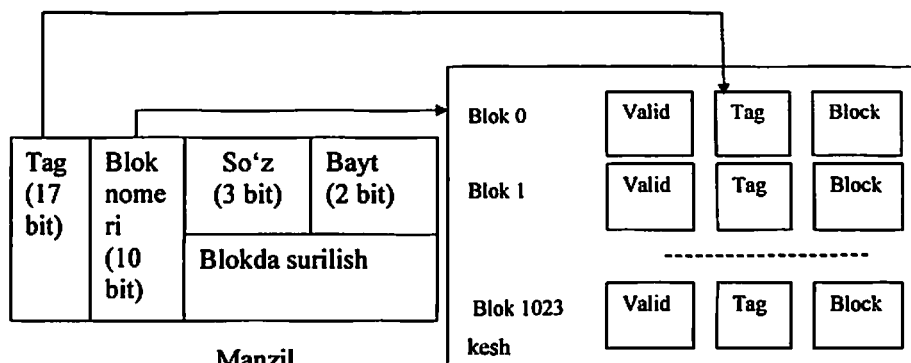 Tag
(17
bit)
Blok
nome
ri
(10
bit)
So‘z
(3 bit)
Bayt
(2 bit)
Blokda surilish
Manzil
Blok 0
Valid
Tag
Block
Blok 1
Valid
Tag
Block
Blok 1023
Valid
Tag
Block
kesh